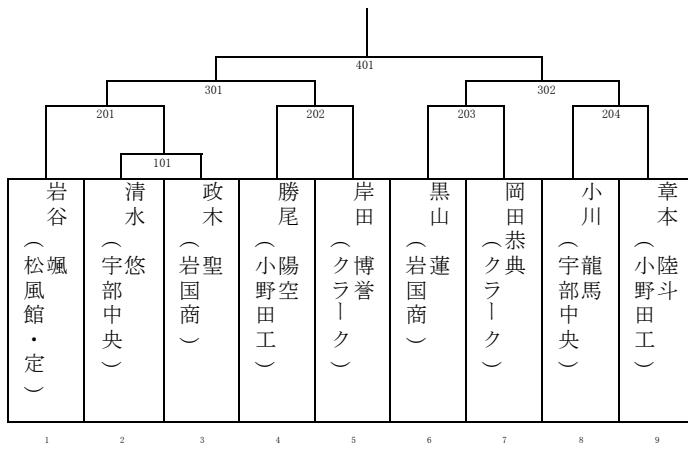 401
301
302
201
202
203
204
101
岩谷 颯
（松風館・定）
清水 悠
（宇部中央）
政木 聖
（岩国商）
勝尾 陽空
（小野田工）
岸田 博誉
（クラーク）
黒山 蓮
（岩国商）
岡田恭典
（クラーク）
小川 龍馬
（宇部中央）
章本 陸斗
（小野田工）
1 2 3 4 5 6 7 8 9